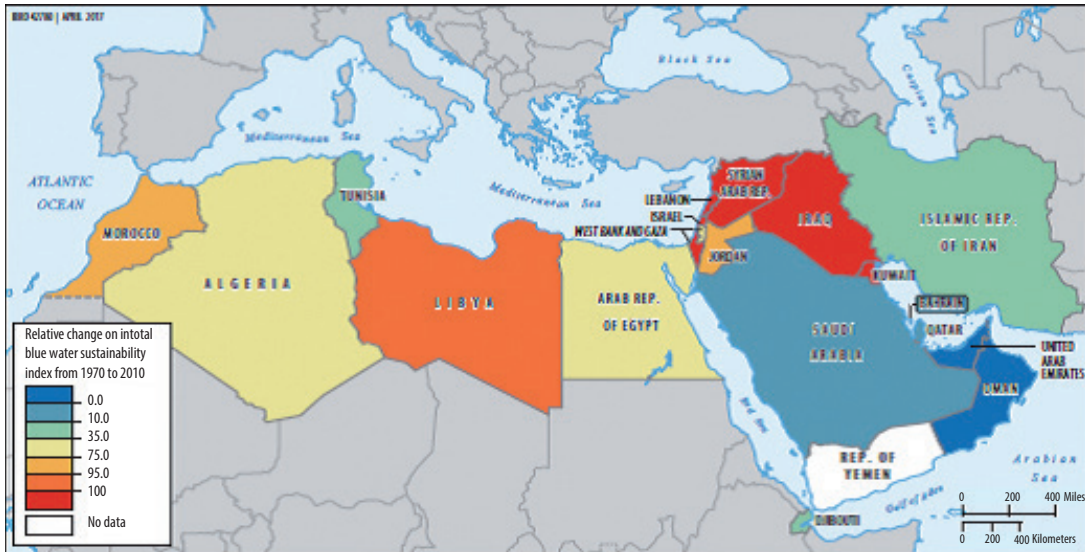 IBRD 42780 | APRIL 2017
Black Sea
Caspian Sea
Mediterranean Sea
ATLANTIC
OCEAN
TUNISIA
Mediterranean Sea
LEBANON
SYRIAN
ARAB REP.
ISRAEL
WEST BANK AND GAZA
IRAQ
ISLAMIC REP.
OF IRAN
MOROCCO
JORDAN
ALGERIA
LIBYA
ARAB REP.
OF EGYPT
KUWAIT
BAHRAIN
QATAR
SAUDI
ARABIA
UNITED
ARAB
EMIRATES
OMAN
Relative change on intotal
blue water sustainability
index from 1970 to 2010
0.0
10.0
35.0
75.0
95.0
100
No data
Red Sea
REP. OF
YEMEN
Arabian
Sea
Gulf of Aden
DJIBOUTI
0 200 400 Miles
0 200 400 Kilometers